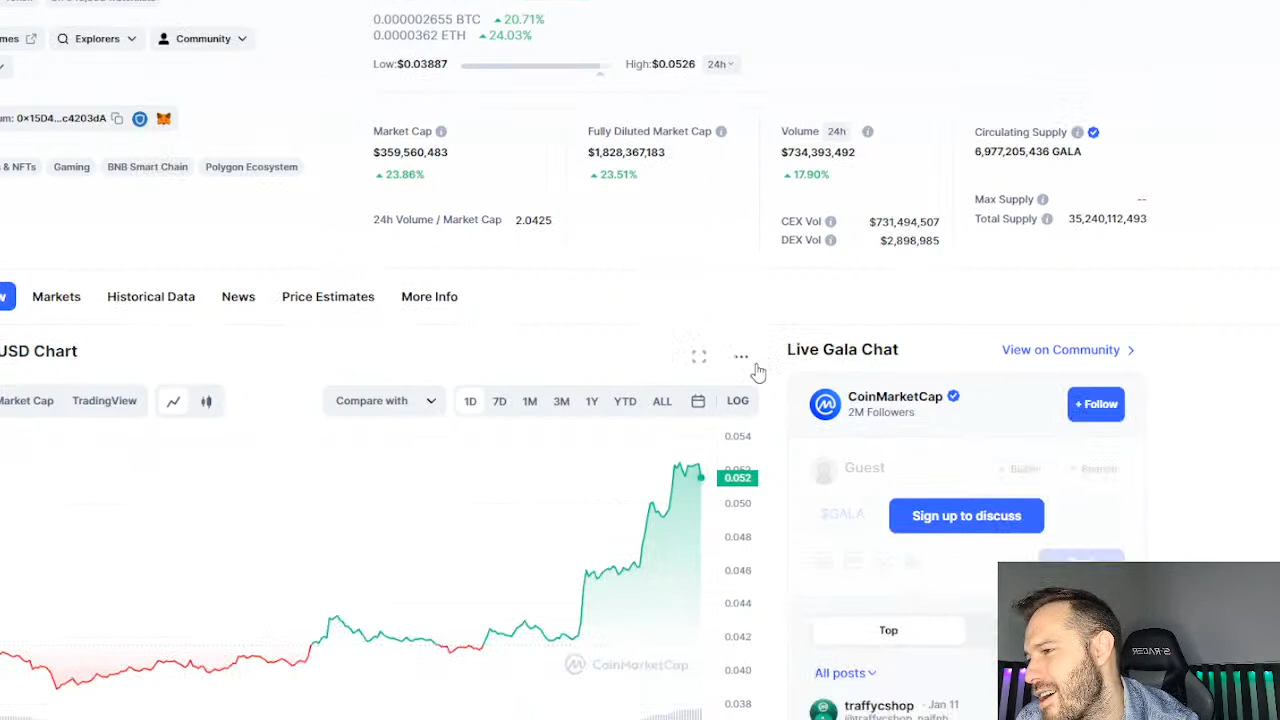 0.000002655 BTC 20.71%
0.0000362 ETH 24.03%
mes Explorers Community
Low: $0.03887 High: $0.0526 24h
um: 0x15D4...c4203dA
Market Cap Fully Diluted Market Cap Volume 24h Circulating Supply
$359,560,483 $1,828,367,183 $734,393,492 6,977,205,436 GALA
& NFTs Gaming BNB Smart Chain Polygon Ecosystem
23.86% 23.51% 17.90%
Max Supply --
24h Volume / Market Cap 2.0425 CEX Vol $731,494,507 Total Supply 35,240,112,493
DEX Vol $2,898,985
w Markets Historical Data News Price Estimates More Info
USD Chart
Live Gala Chat View on Community
Market Cap TradingView Compare with 1D 7D 1M 3M 1Y YTD ALL LOG
CoinMarketCap
2M Followers
+ Follow
0.054
0.052
0.050
0.048
0.046
0.044
0.042
0.040
0.038
CoinMarketCap
Guest
$GALA
Sign up to discuss
Top
All posts
traffycshop · Jan 11